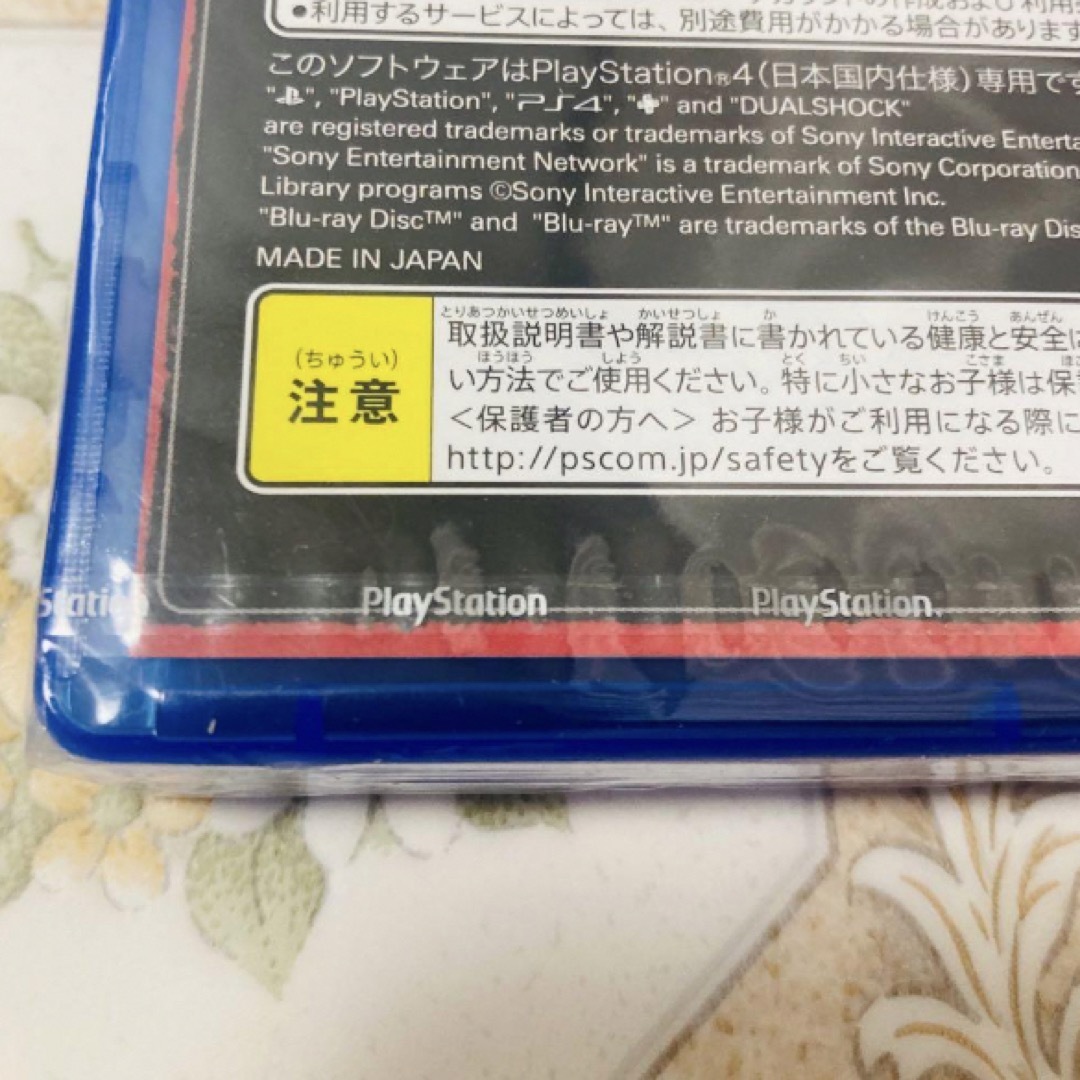 ●利用するサービスによっては、別途費用がかかる場合があります
このソフトウェアはPlayStation®4(日本国内仕様)専用です
"PlayStation", "PS4", and "DUALSHOCK"
are registered trademarks or trademarks of Sony Interactive
"Sony Entertainment Network" is a trademark of Sony Corporation
Library programs ©Sony Interactive Entertainment Inc.
"Blu-ray Disc™" and "Blu-ray™" are trademarks of the Blu-ray
MADE IN JAPAN
(ちゅうい)
注意
とりあつかいせつめいしょ かいせつしょ か けんこう あんぜん
取扱説明書や解説書に書かれている健康と安全に
ほうほう しよう とく ちい こさま
い方法でご使用ください。特に小さなお子様は保
<保護者の方へ> お子様がご利用になる際に
http://pscom.jp/safetyをご覧ください。
PlayStation PlayStation